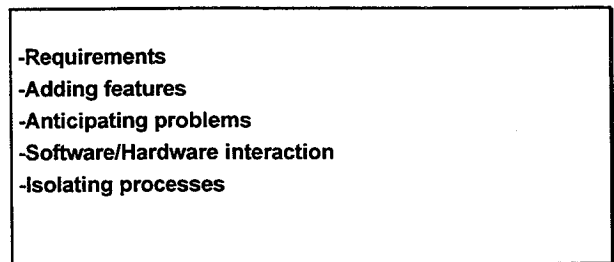 -Requirements
-Adding features
-Anticipating problems
-Software/Hardware interaction
-Isolating processes